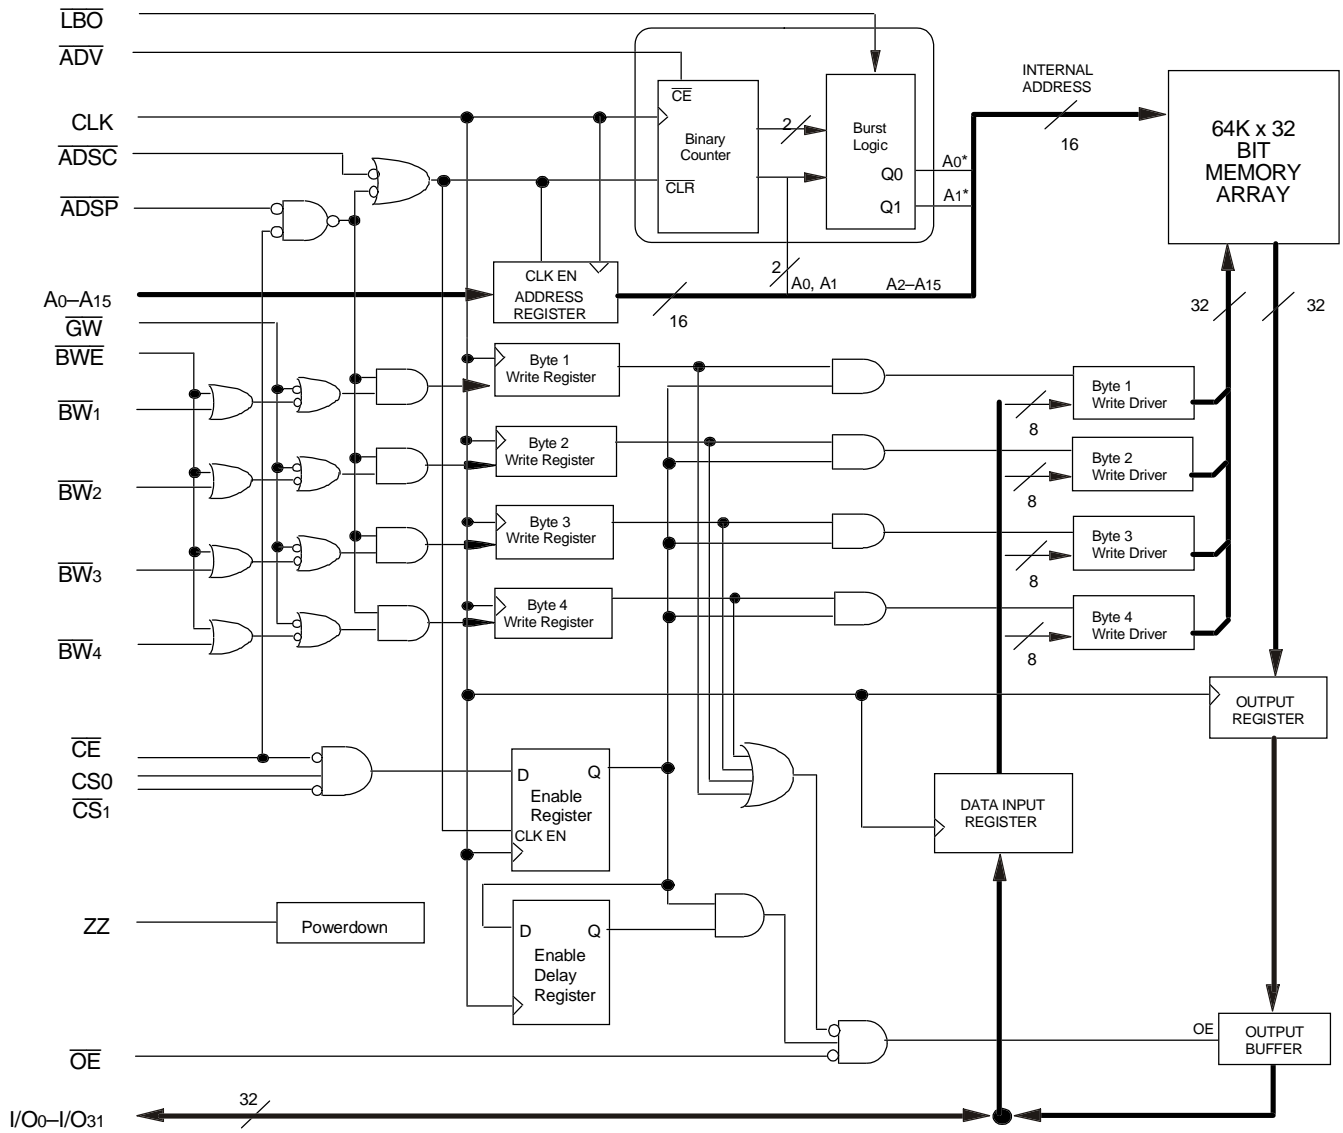 LBO
ADV
CLK
ADSC
ADSP
A0–A15
GW
BWE
BW1
BW2
BW3
BW4
CE
CS0
CS1
ZZ
OE
I/O0–I/O31
CE
Binary
Counter
CLR
2
Burst
Logic
Q0
Q1
A0*
A1*
INTERNAL
ADDRESS
16
64K x 32
BIT
MEMORY
ARRAY
CLK EN
ADDRESS
REGISTER
16
2
A0, A1
A2–A15
32
32
Byte 1
Write Register
Byte 2
Write Register
Byte 3
Write Register
Byte 4
Write Register
8
Byte 1
Write Driver
8
Byte 2
Write Driver
8
Byte 3
Write Driver
8
Byte 4
Write Driver
OUTPUT
REGISTER
D
Q
Enable
Register
CLK EN
DATA INPUT
REGISTER
Powerdown
D
Q
Enable
Delay
Register
OE
OUTPUT
BUFFER
32